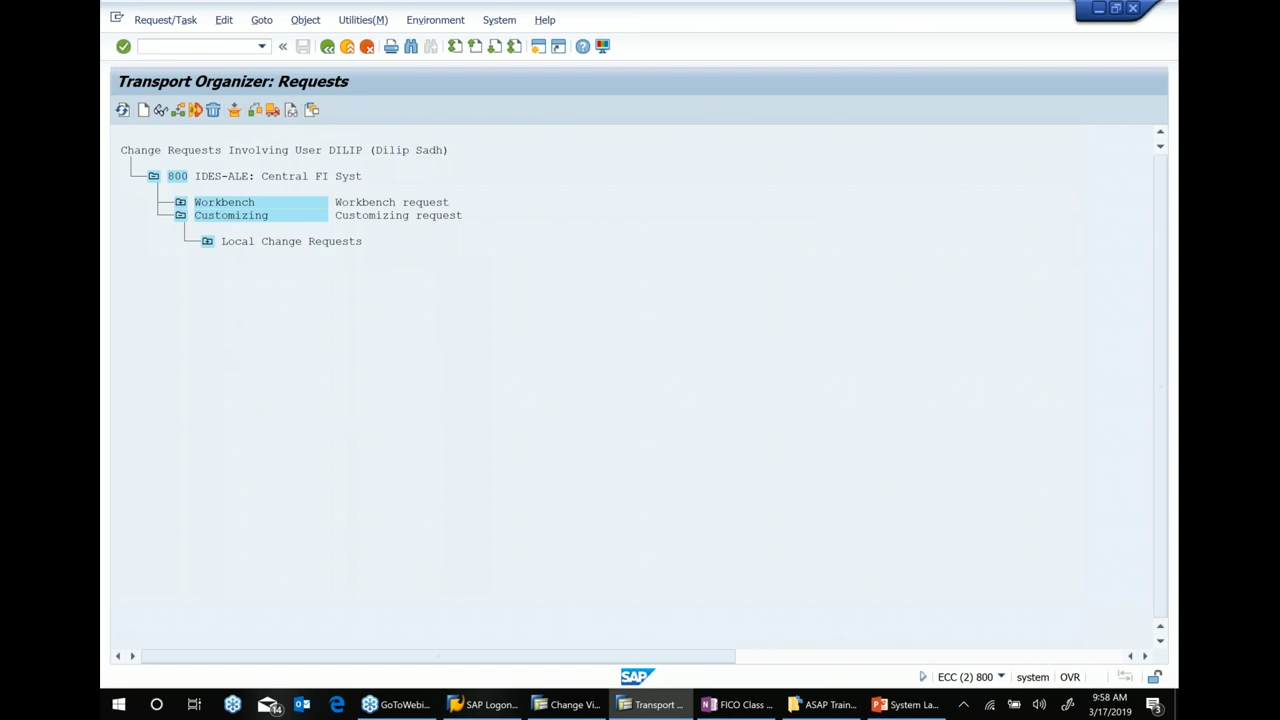 Request/Task Edit Goto Object Utilities(M) Environment System Help
Transport Organizer: Requests
Change Requests Involving User DILIP (Dilip Sadh)
800 IDES-ALE: Central FI Syst
Workbench Workbench request
Customizing Customizing request
Local Change Requests
SAP
ECC (2) 800 system OVR
14 GoToWebi... SAP Logon... Change Vi... Transport ... FICO Class ... ASAP Train... System La... 9:58 AM
3/17/2019 3